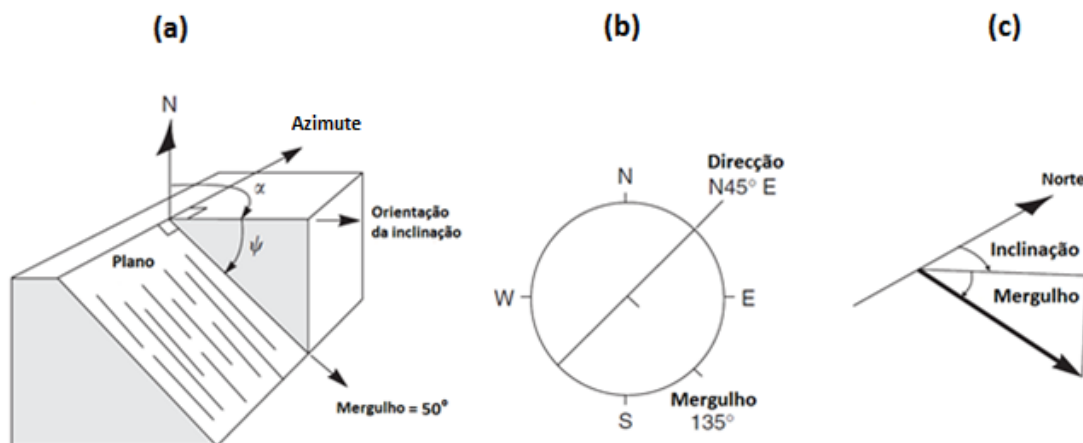 (a)
N
Azimute
α
Orientação
da inclinação
ψ
Plano
Mergulho = 50°
(b)
Direcção
N45° E
N
W
E
S
Mergulho
135°
(c)
Norte
Inclinação
Mergulho